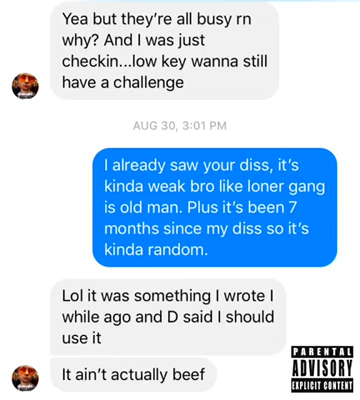 Yea but they're all busy rn
why? And I was just
checkin...low key wanna still
have a challenge
AUG 30, 3:01 PM
I already saw your diss, it's
kinda weak bro like loner gang
is old man. Plus it's been 7
months since my diss so it's
kinda random.
Lol it was something I wrote I
while ago and D said I should
use it
It ain't actually beef
PARENTAL
ADVISORY
EXPLICIT CONTENT